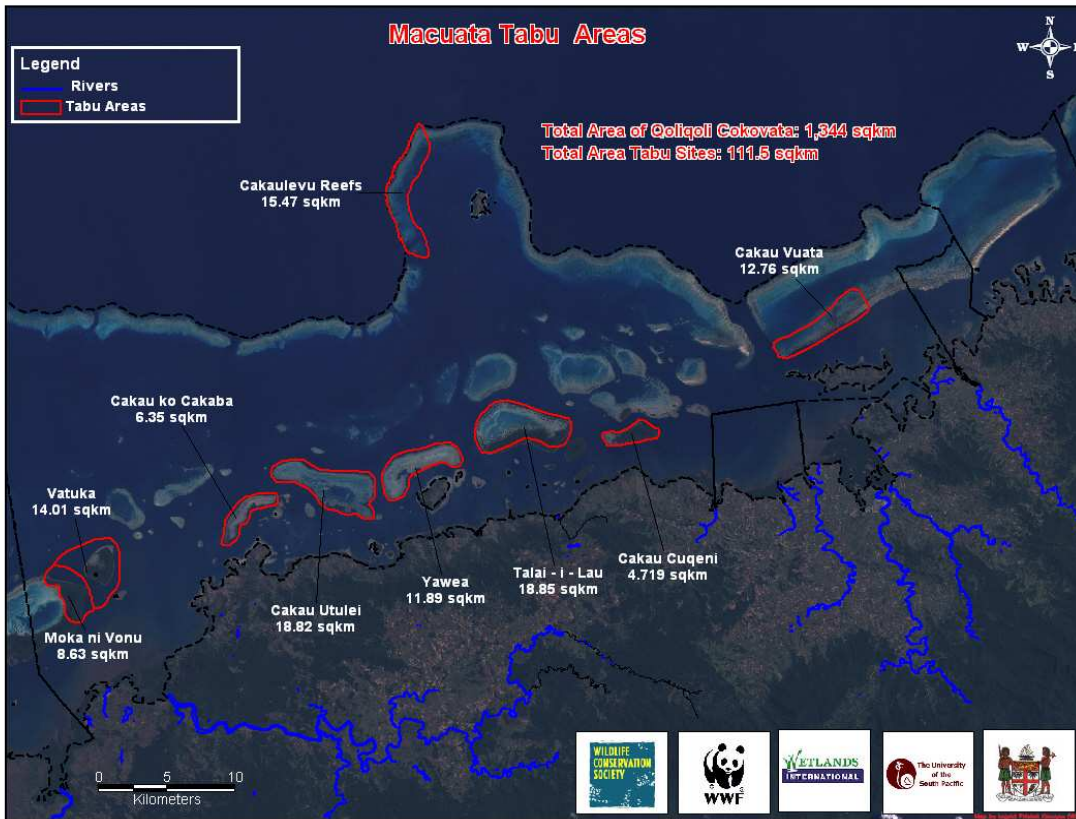 Macuata Tabu Areas
N
W
S
Legend
Rivers
Tabu Areas
Total Area of Qoliqoli Cokovata: 1,344 sqkm
Total Area Tabu Sites: 111.5 sqkm
Cakaulevu Reefs
15.47 sqkm
Cakau Vuata
12.76 sqkm
Cakau ko Cakaba
6.35 sqkm
Vatuka
14.01 sqkm
Moka ni Vonu
8.63 sqkm
Cakau Utulei
18.82 sqkm
Yawea
11.89 sqkm
Talai - i - Lau
18.85 sqkm
Cakau Cuqeni
4.719 sqkm
0 5 10
Kilometers
WILDLIFE
CONSERVATION
SOCIETY
WWF
WETLANDS
INTERNATIONAL
The University
of the
South Pacific